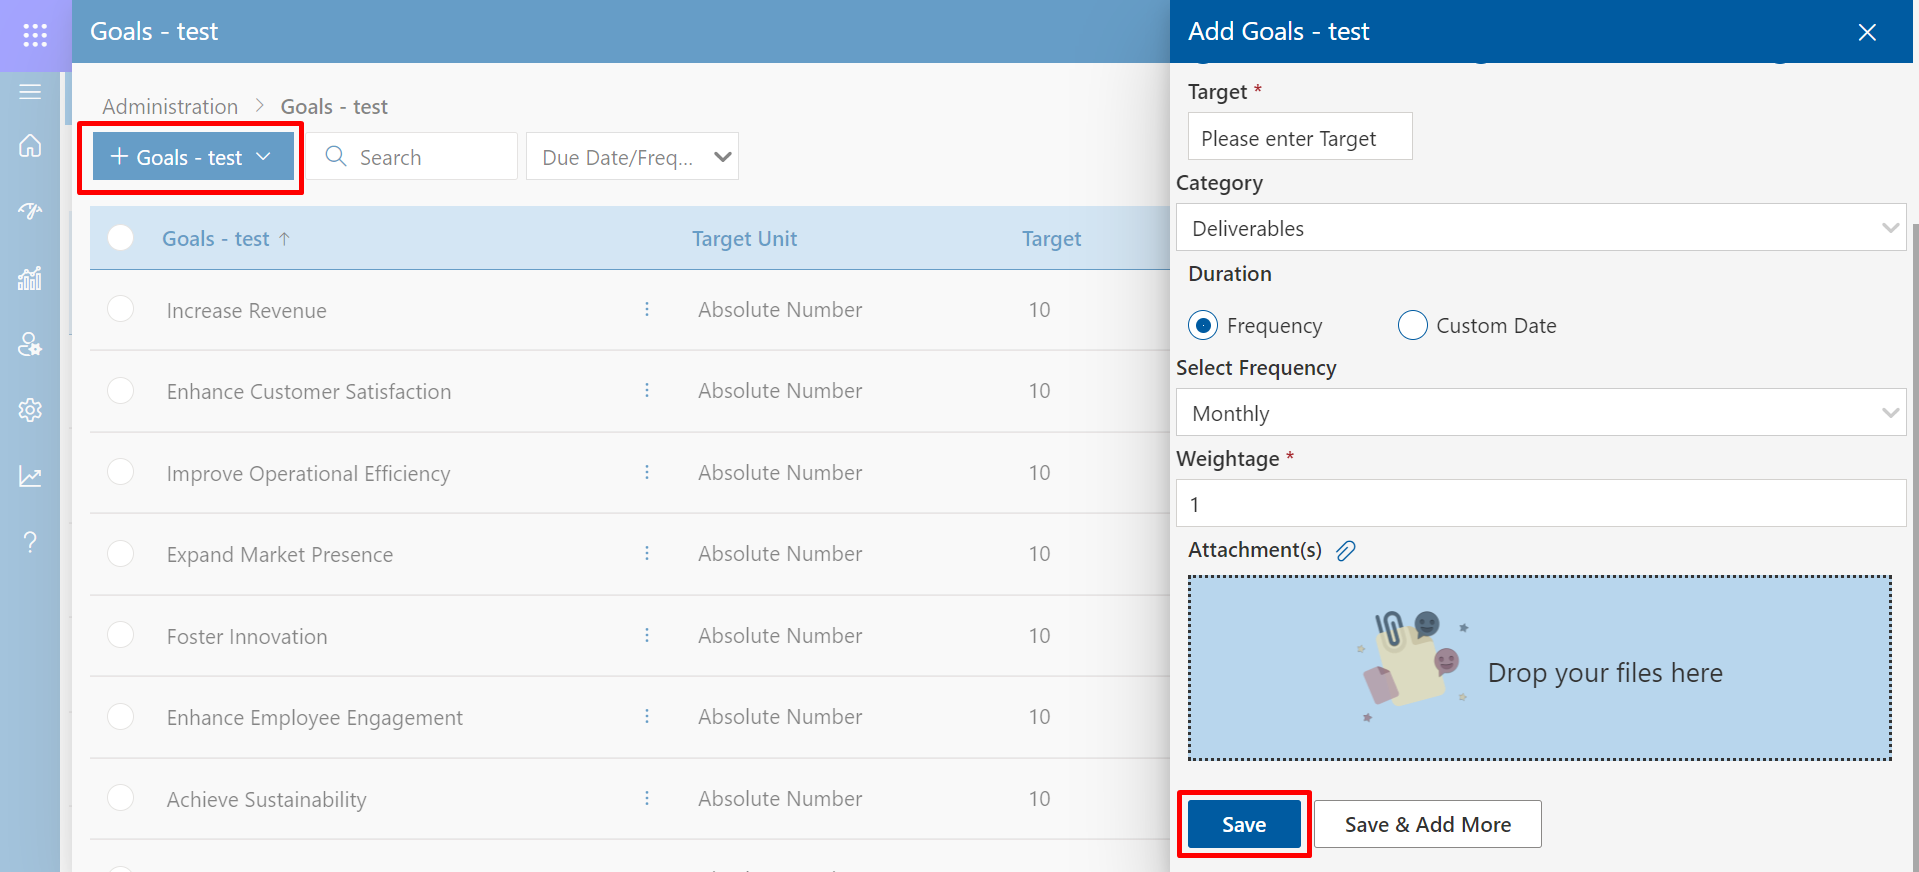 Goals - test
Administration > Goals - test
+ Goals - test
Search
Due Date/Freq...
Goals - test ↑ Target Unit Target
Increase Revenue Absolute Number 10
Enhance Customer Satisfaction Absolute Number 10
Improve Operational Efficiency Absolute Number 10
Expand Market Presence Absolute Number 10
Foster Innovation Absolute Number 10
Enhance Employee Engagement Absolute Number 10
Achieve Sustainability Absolute Number 10
Add Goals - test
Target *
Please enter Target
Category
Deliverables
Duration
Frequency Custom Date
Select Frequency
Monthly
Weightage *
1
Attachment(s)
Drop your files here
Save Save & Add More